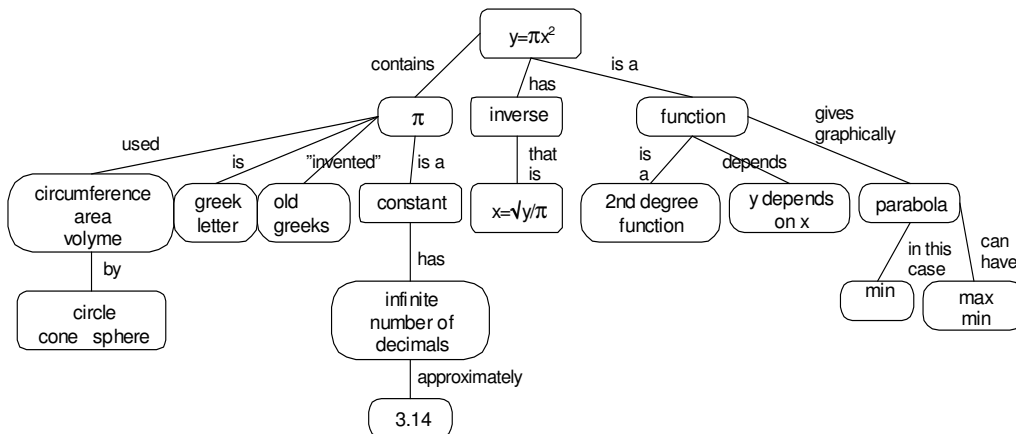 y=πx²
contains
has
is a
π
inverse
function
gives
graphically
used
is
"invented"
is a
that
is
is
a
depends
circumference
area
volyme
greek
letter
old
greeks
constant
x=√y/π
2nd degree
function
y depends
on x
parabola
by
has
in this
case
can
have
circle
cone sphere
infinite
number of
decimals
min
max
min
approximately
3.14